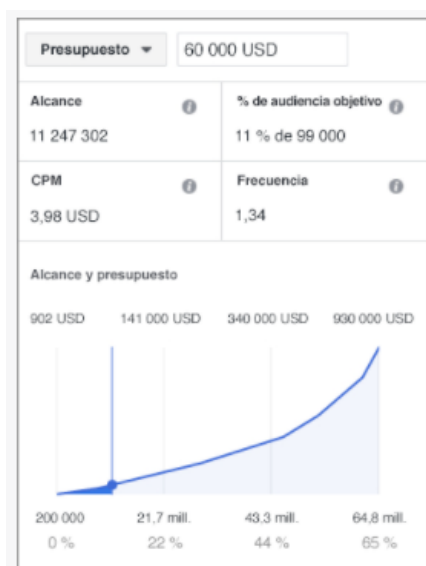 Presupuesto 60 000 USD
Alcance
11 247 302
% de audiencia objetivo
11 % de 99 000
CPM
3,98 USD
Frecuencia
1,34
Alcance y presupuesto
902 USD 141 000 USD 340 000 USD 930 000 USD
200 000 21,7 mill. 43,3 mill. 64,8 mill.
0 % 22 % 44 % 65 %